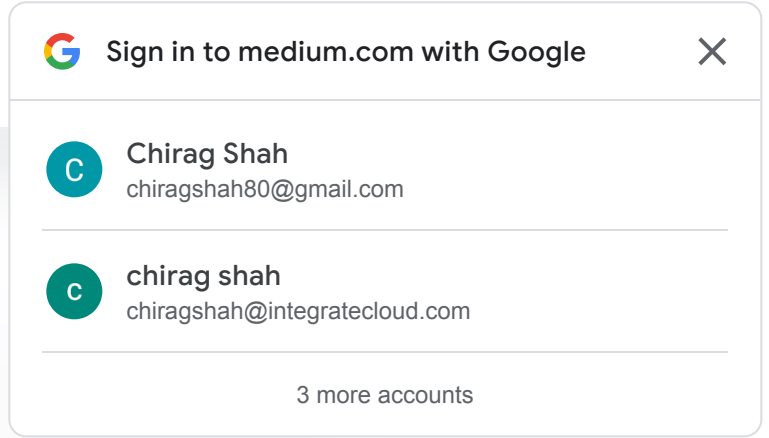 Sign in to medium.com with Google
C
Chirag Shah
chiragshah80@gmail.com
c
chirag shah
chiragshah@integratecloud.com
3 more accounts